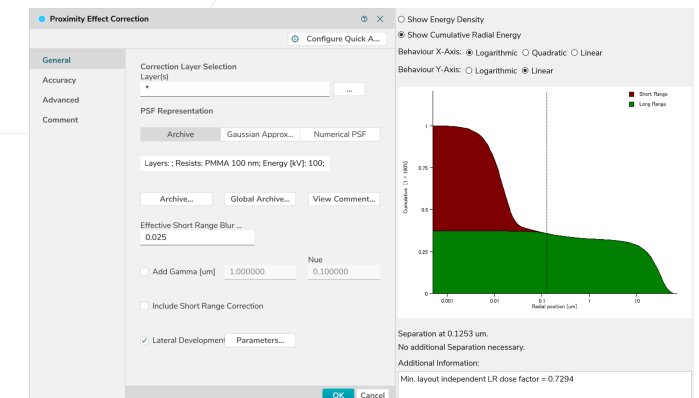 Proximity Effect Correction
Configure Quick A...
General
Accuracy
Advanced
Comment
Correction Layer Selection
Layer(s)
*
...
PSF Representation
Archive
Gaussian Approx...
Numerical PSF
Layers: ; Resists: PMMA 100 nm; Energy [kV]: 100;
Archive...
Global Archive...
View Comment...
Effective Short Range Blur ...
0.025
Nue
Add Gamma [um]
1.000000
0.100000
Include Short Range Correction
Lateral Development
Parameters...
OK
Cancel
Show Energy Density
Show Cumulative Radial Energy
Behaviour X-Axis: Logarithmic Quadratic Linear
Behaviour Y-Axis: Logarithmic Linear
Short Range
Long Range
Cumulative [1 = 100%]
1
0.75
0.5
0.25
0
0.001
0.01
0.1
1
10
Radial position [um]
Separation at 0.1253 um.
No additional Separation necessary.
Additional Information:
Min. layout independent LR dose factor = 0.7294